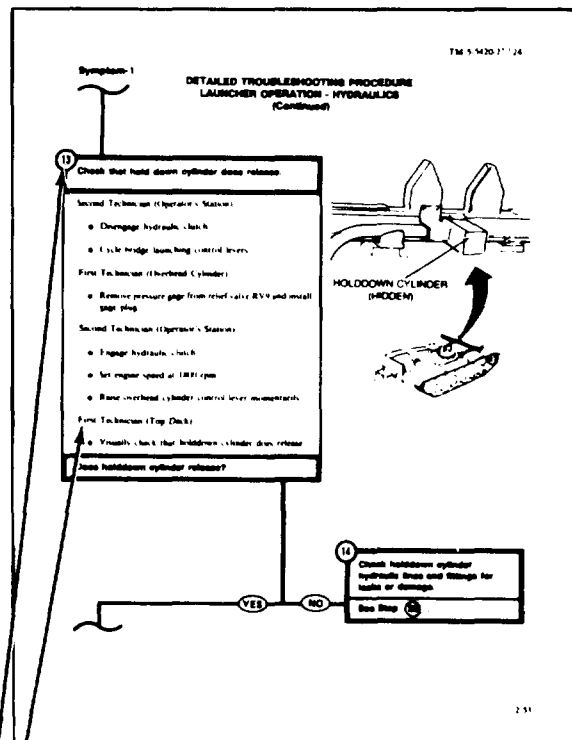 TM 5-5420-2
Symptom-1
DETAILED TROUBLESHOOTING PROCEDURE
LAUNCHER OPERATION - HYDRAULICS
(Continued)
13
Check that hold down cylinder does release.
Second Technician (Operator's Station)
Disengage hydraulic clutch
Cycle bridge launching control levers
First Technician (Overhead Cylinder)
Remove pressure gage from relief valve RV9 and install
gage plug
Second Technician (Operator's Station)
Engage hydraulic clutch
Set engine speed at rpm
Raise overhead cylinder control lever momentarily
First Technician (Top Deck)
Visually check that holddown cylinder does release
Does holddown cylinder release?
HOLDDOWN CYLINDER
(HIDDEN)
YES
NO
14
Check holddown cylinder
hydraulic lines and fittings for
leaks or damage.
See Step
2-51